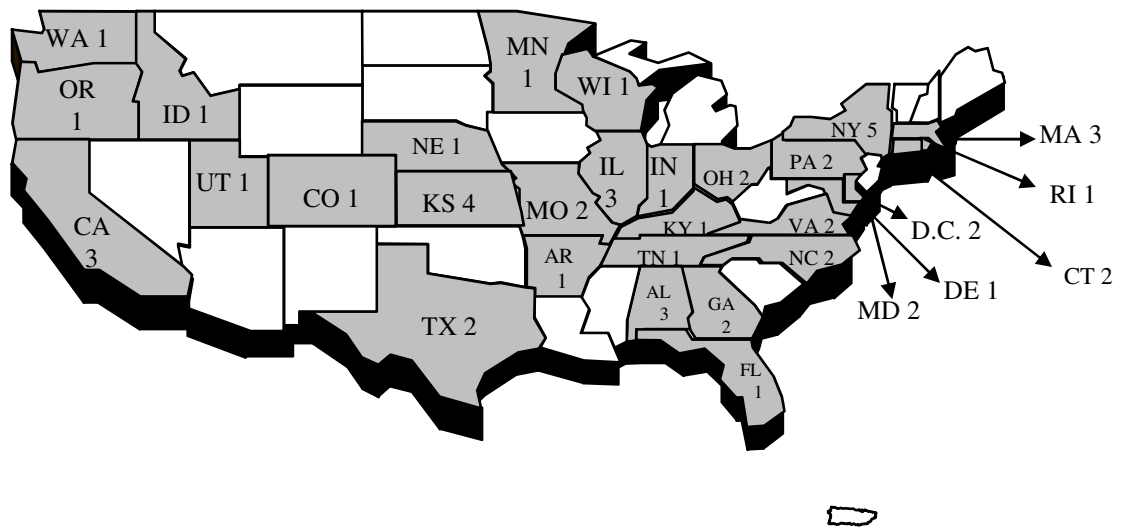 WA 1
MN
1
OR
1
WI 1
ID 1
NY 5
MA 3
NE 1
PA 2
UT 1
IL
3
IN
1
OH 2
RI 1
CO 1
KS 4
MO 2
CA
3
KY 1
VA 2
D.C. 2
AR
1
TN 1
NC 2
CT 2
DE 1
MD 2
AL
3
GA
2
TX 2
FL
1